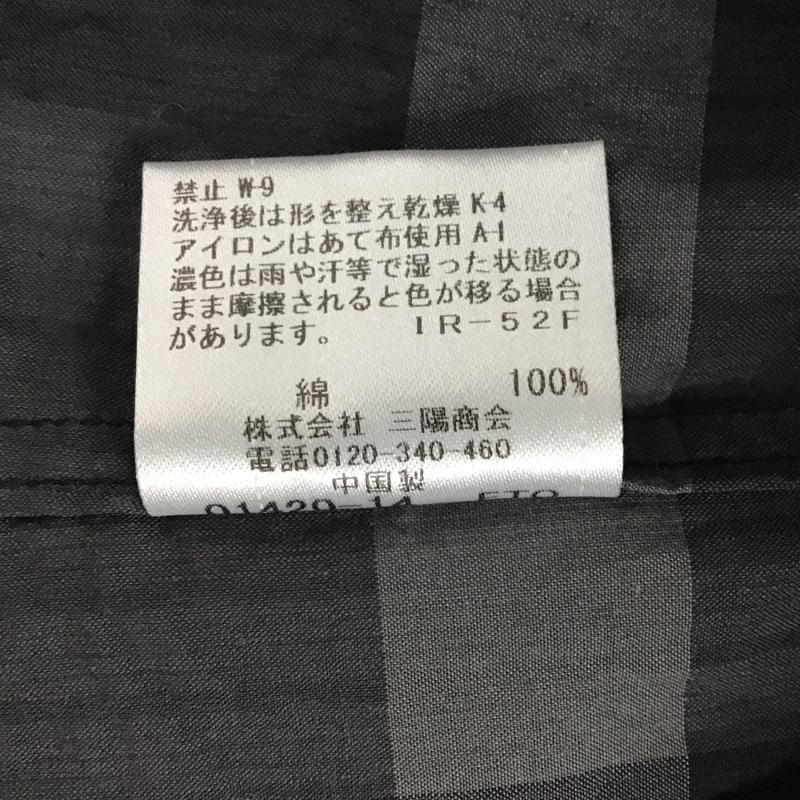 禁止 W-9
洗浄後は形を整え乾燥 K-4
アイロンはあて布使用 A-1
濃色は雨や汗等で湿った状態の
まま摩擦されると色が移る場合
があります。 IR-52F
綿 100%
株式会社 三陽商会
電話0120-340-460
中国製